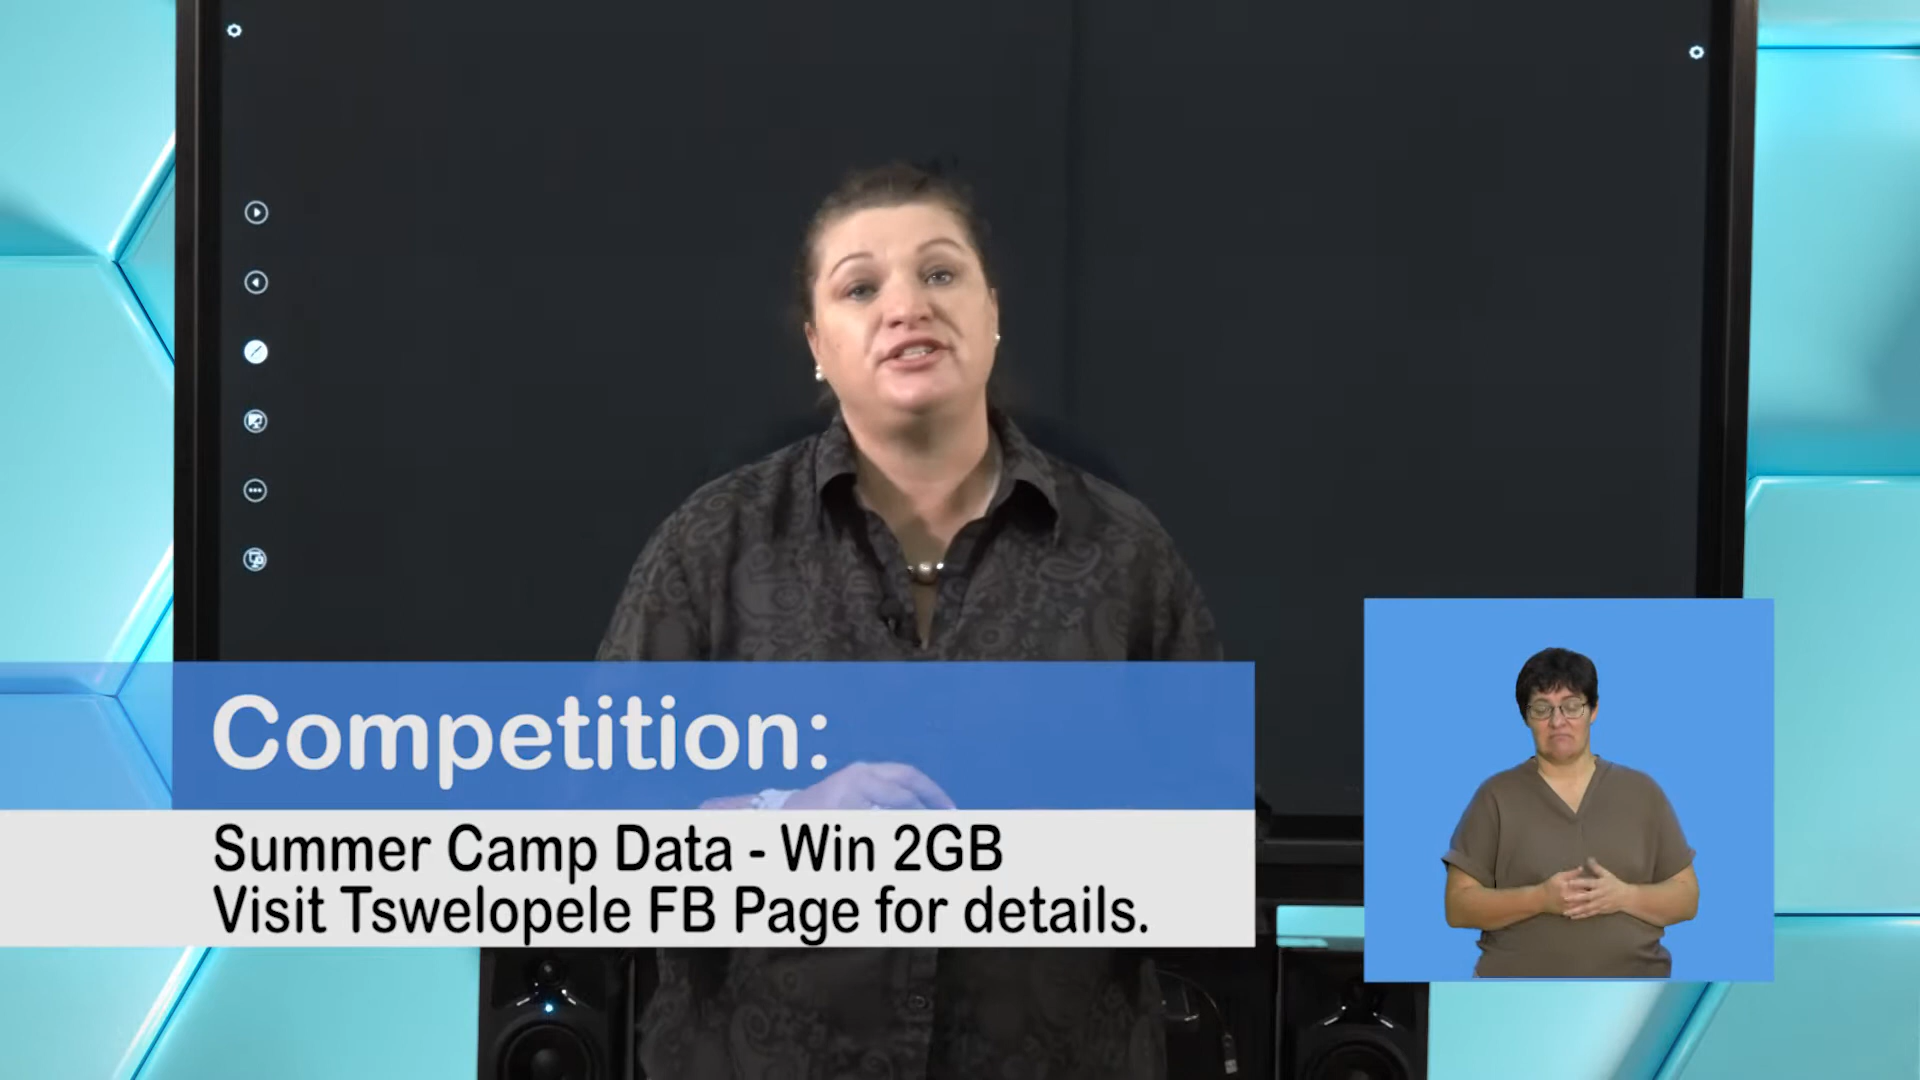 Competition:
Summer Camp Data - Win 2GB
Visit Tswelopele FB Page for details.